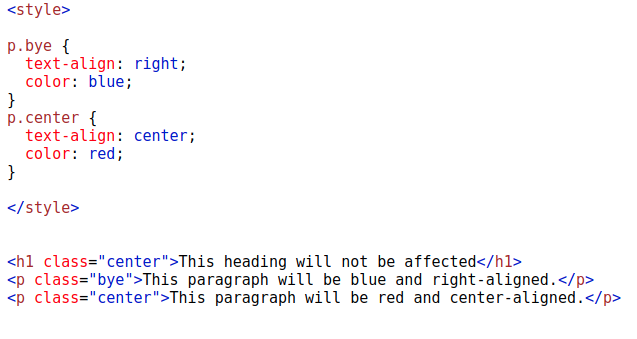 <style>
p.bye {
  text-align: right;
  color: blue;
}
p.center {
  text-align: center;
  color: red;
}
</style>
<h1 class="center">This heading will not be affected</h1>
<p class="bye">This paragraph will be blue and right-aligned.</p>
<p class="center">This paragraph will be red and center-aligned.</p>